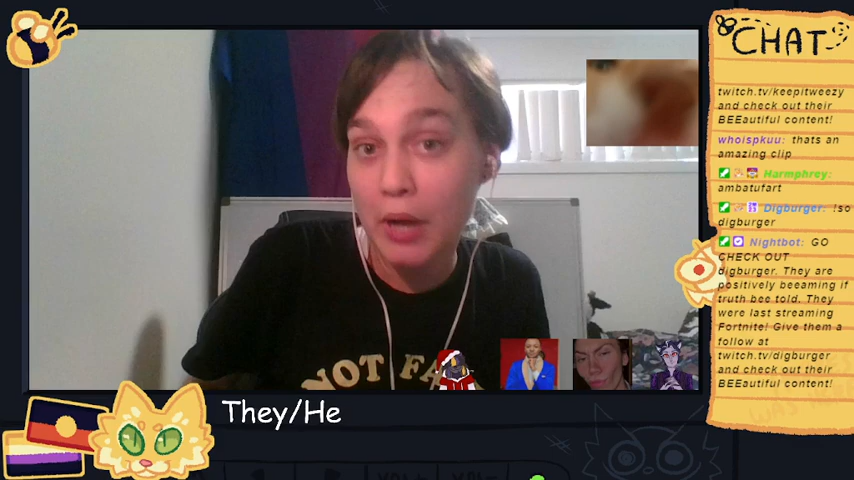 CHAT
twitch.tv/keepitweezy
and check out their
BEEautiful content!
whoispkuu: thats an
amazing clip
Harmphrey:
ambatufart
Digburger: !so
digburger
Nightbot: GO
CHECK OUT
digburger. They are
positively beeaming if
truth bee told. They
were last streaming
Fortnite! Give them a
follow at
twitch.tv/digburger
and check out their
BEEautiful content!
NOT
They/He